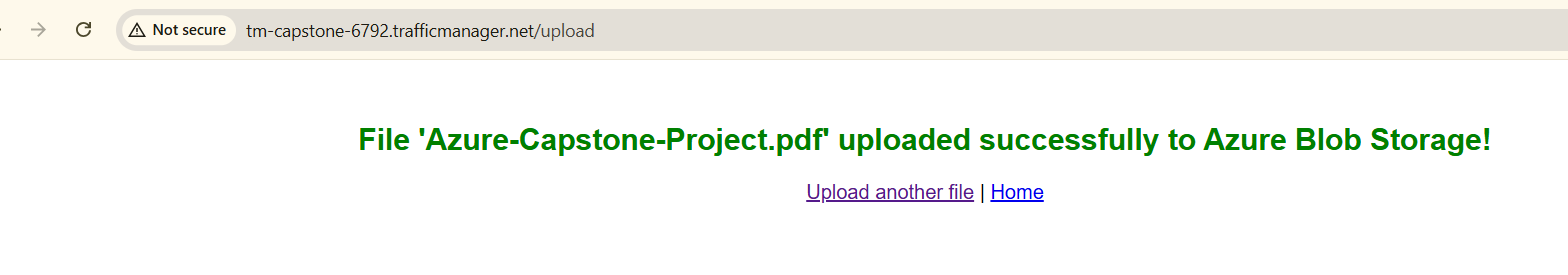 Not secure tm-capstone-6792.trafficmanager.net/upload
File 'Azure-Capstone-Project.pdf' uploaded successfully to Azure Blob Storage!
Upload another file | Home